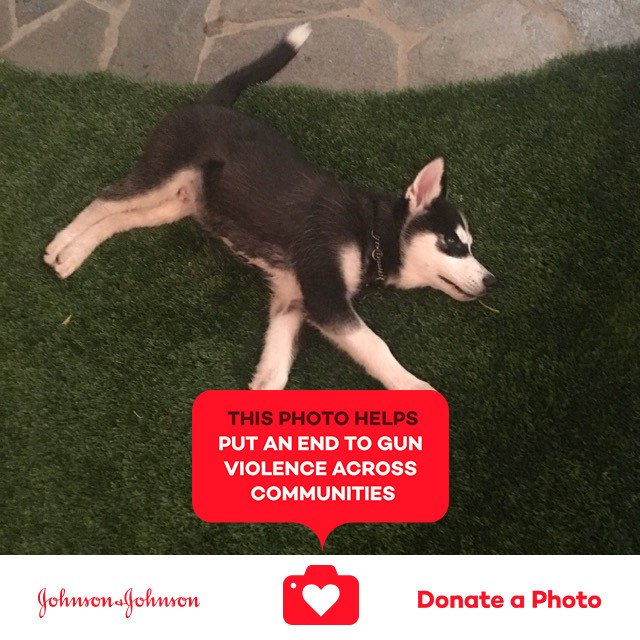 THIS PHOTO HELPS
PUT AN END TO GUN
VIOLENCE ACROSS
COMMUNITIES
Johnson & Johnson
Donate a Photo